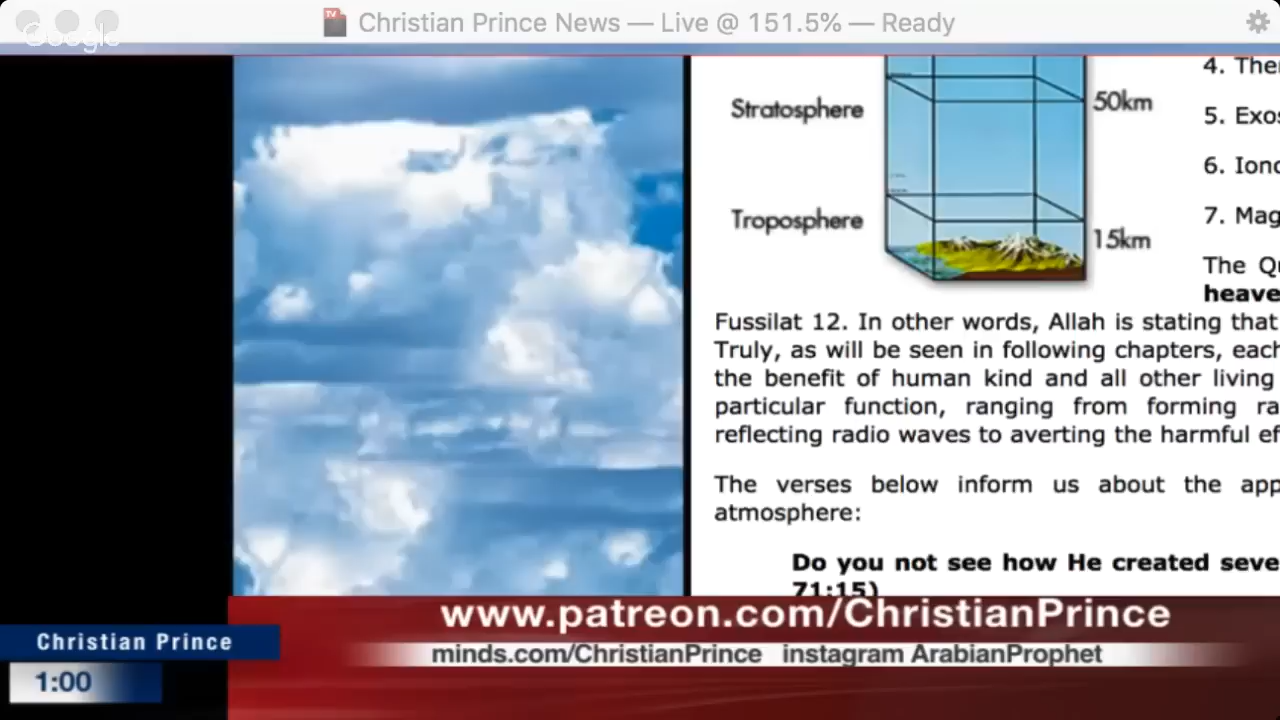 Christian Prince News — Live @ 151.5% — Ready
Google
Stratosphere
50km
Troposphere
15km
4. Ther
5. Exos
6. Iono
7. Mag
The Qu
heave
Fussilat 12. In other words, Allah is stating that
Truly, as will be seen in following chapters, each
the benefit of human kind and all other living
particular function, ranging from forming ra
reflecting radio waves to averting the harmful ef
The verses below inform us about the app
atmosphere:
Do you not see how He created seve
71:15)
www.patreon.com/ChristianPrince
minds.com/ChristianPrince instagram ArabianProphet
Christian Prince
1:00